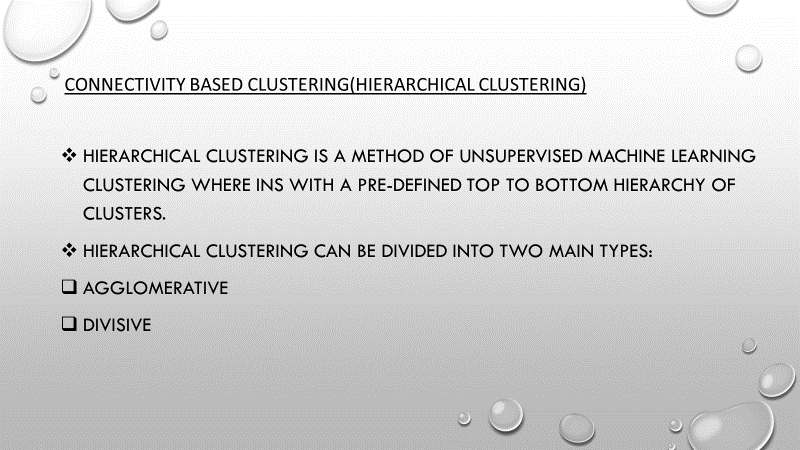 CONNECTIVITY BASED CLUSTERING(HIERARCHICAL CLUSTERING)
❖ HIERARCHICAL CLUSTERING IS A METHOD OF UNSUPERVISED MACHINE LEARNING
CLUSTERING WHERE INS WITH A PRE-DEFINED TOP TO BOTTOM HIERARCHY OF
CLUSTERS.
❖ HIERARCHICAL CLUSTERING CAN BE DIVIDED INTO TWO MAIN TYPES:
❑ AGGLOMERATIVE
❑ DIVISIVE